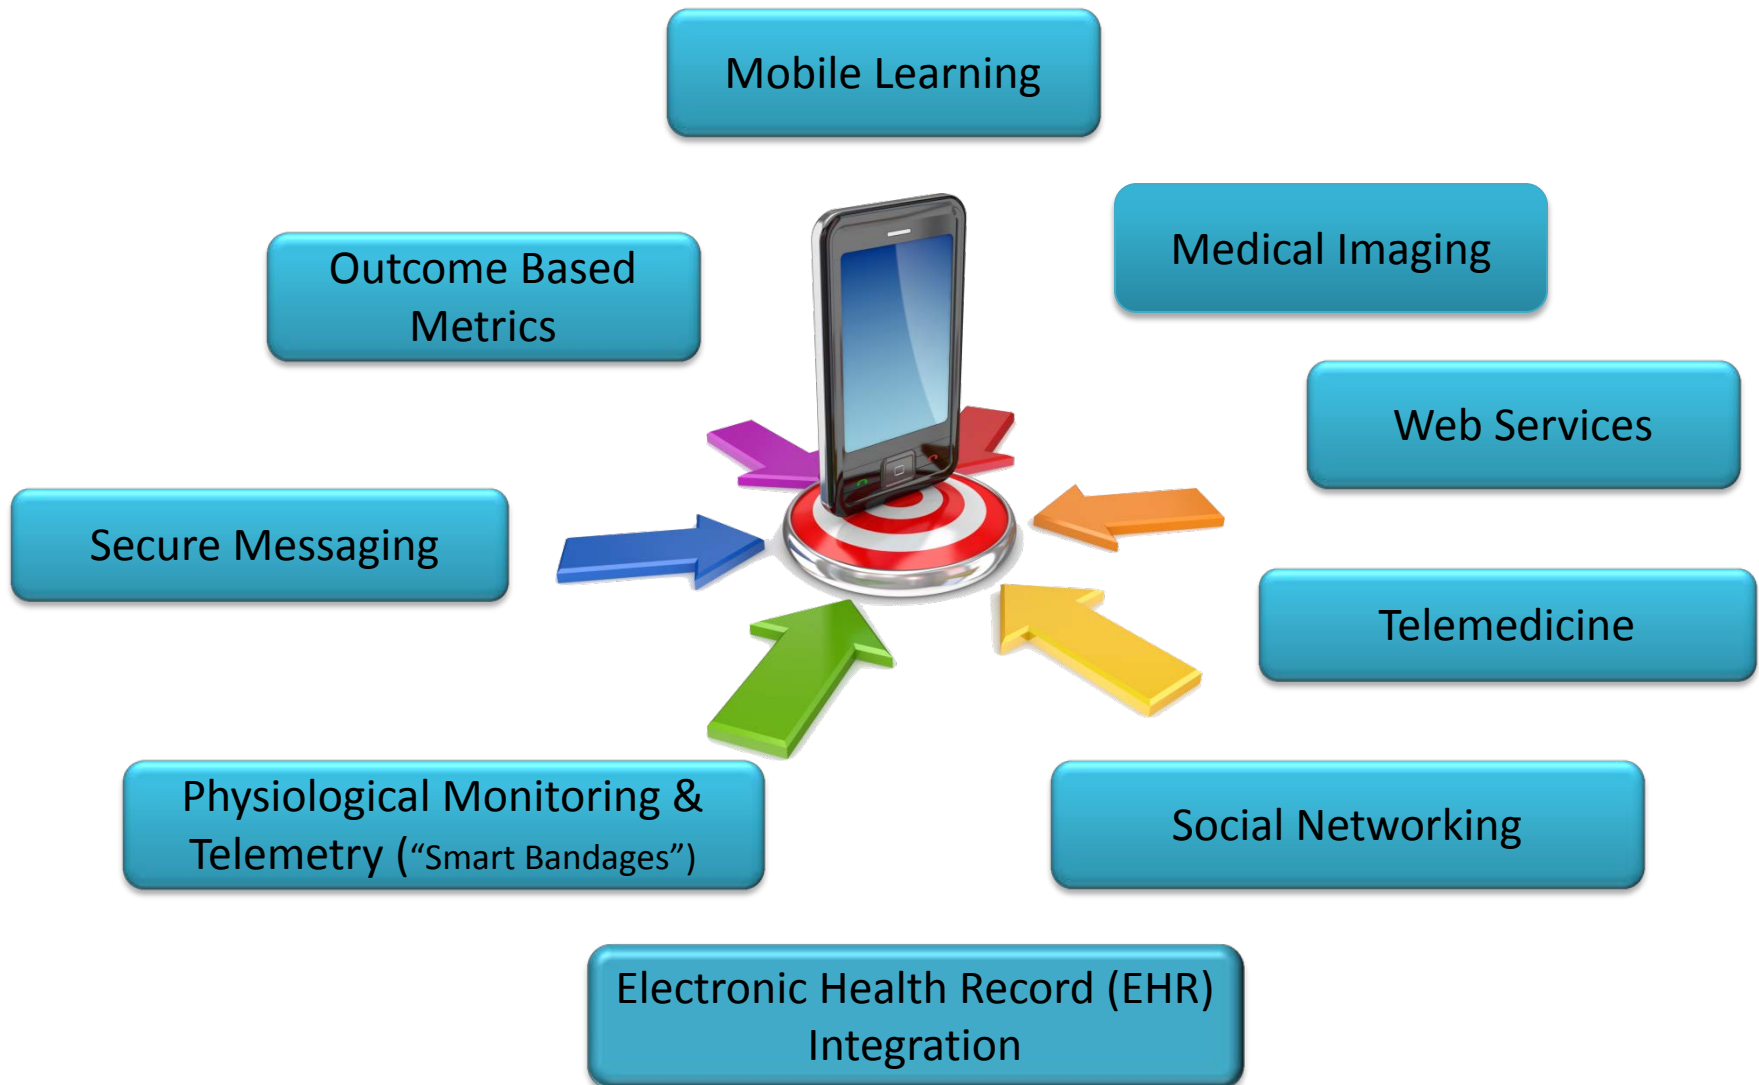 Mobile Learning
Medical Imaging
Outcome Based
Metrics
Web Services
Secure Messaging
Telemedicine
Physiological Monitoring &
Telemetry (“Smart Bandages”)
Social Networking
Electronic Health Record (EHR)
Integration